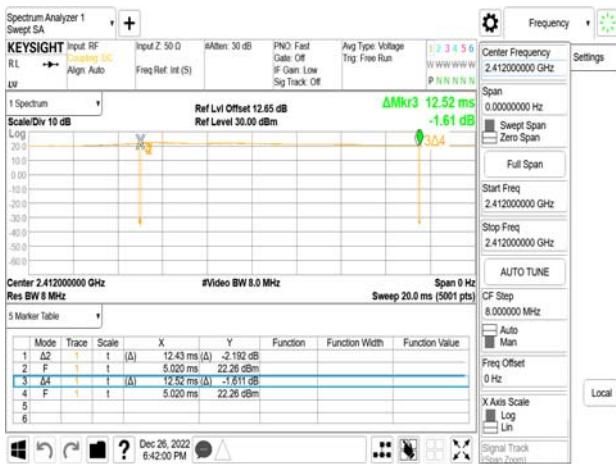 Spectrum Analyzer 1
Swept SA
Frequency
KEYSIGHT Input: RF Input Z: 50 Ω #Atten: 30 dB PNO: Fast Avg Type: Voltage 1 2 3 4 5 6
RL Coupling: DC Gate: Off Trig: Free Run W W W W W W
Align: Auto Freq Ref: Int (S) IF Gain: Low
Sig Track: Off P N N N N N
Center Frequency
2.412000000 GHz
Settings
Span
0.00000000 Hz
Swept Span
Zero Span
Full Span
Start Freq
2.412000000 GHz
Stop Freq
2.412000000 GHz
AUTO TUNE
CF Step
8.000000 MHz
Auto
Man
Freq Offset
0 Hz
X Axis Scale
Log
Lin
Signal Track
(Span Zoom)
Local
1 Spectrum
Ref Lvl Offset 12.65 dB ΔMkr3 12.52 ms
Scale/Div 10 dB Ref Level 30.00 dBm -1.61 dB
Log
20.0
10.0
0.00
-10.0
-20.0
-30.0
-40.0
-50.0
-60.0
3Δ4
Center 2.412000000 GHz #Video BW 8.0 MHz Span 0 Hz
Res BW 8 MHz Sweep 20.0 ms (5001 pts)
5 Marker Table
Mode Trace Scale X Y Function Function Width Function Value
1 Δ2 1 t (Δ) 12.43 ms (Δ) -2.192 dB
2 F 1 t 5.020 ms 22.26 dBm
3 Δ4 1 t (Δ) 12.52 ms (Δ) -1.611 dB
4 F 1 t 5.020 ms 22.26 dBm
5
6
Dec 26, 2022
6:42:00 PM